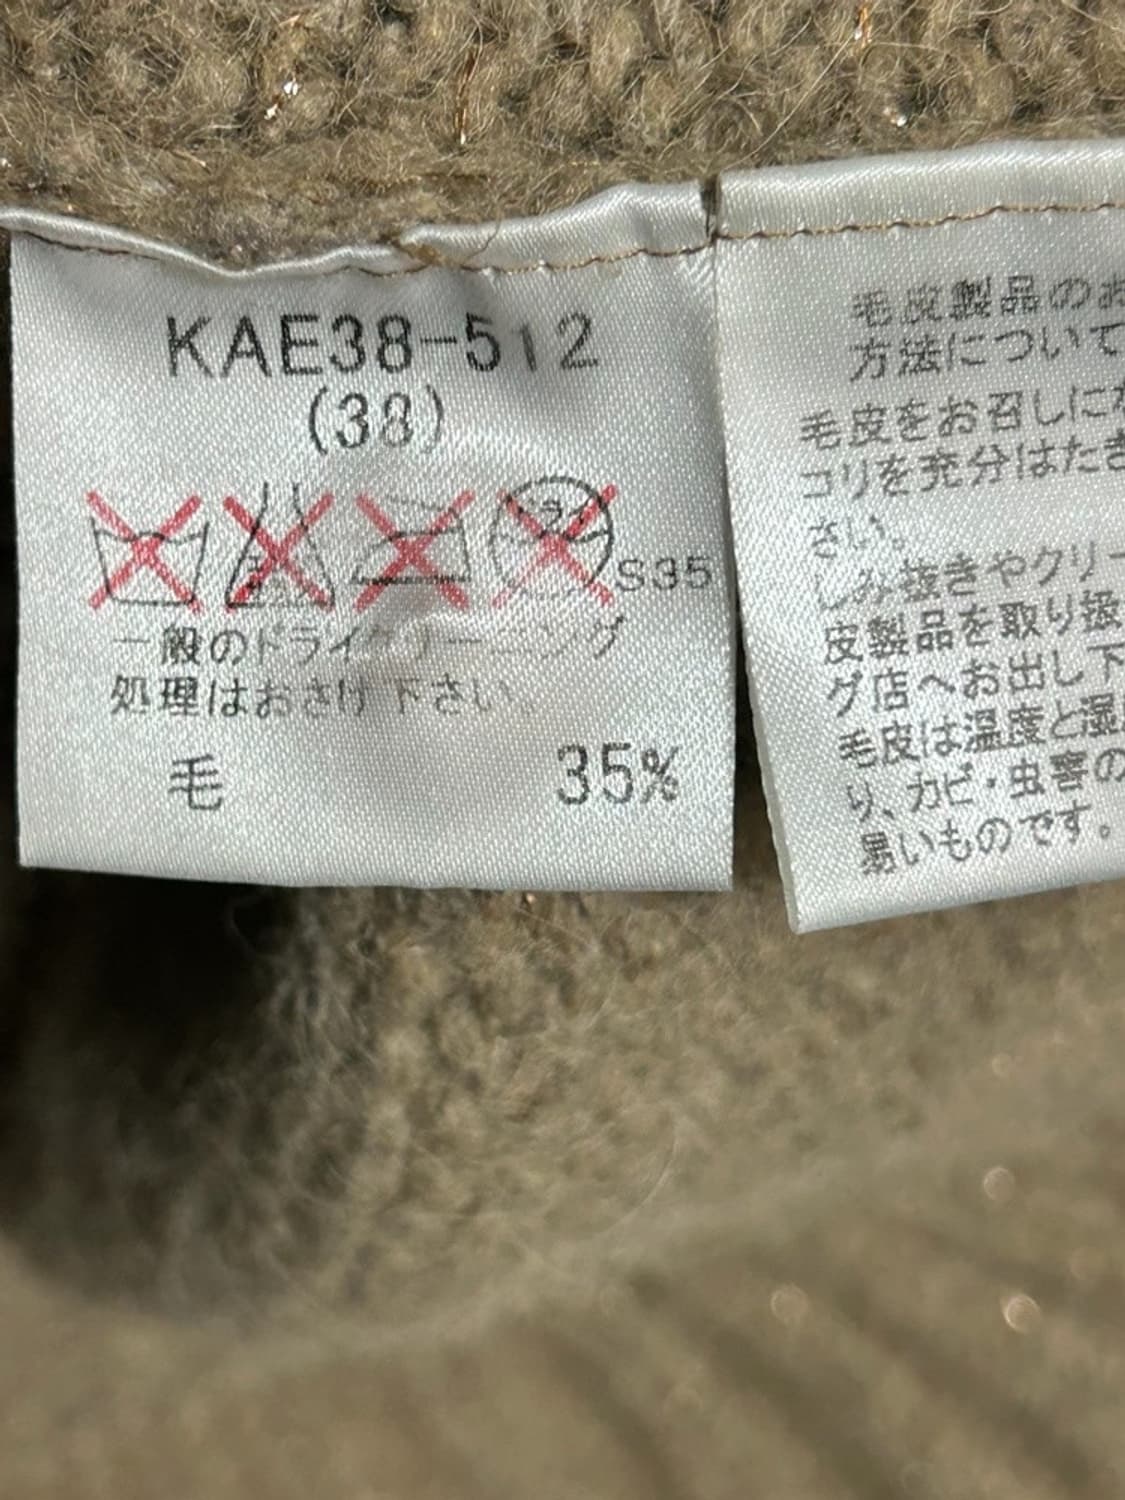 KAE38-512
(38)
ドライ
S35
一般のドライクリーニング
処理はおさけ下さい。
毛 35%
毛皮製品のお
方法について
毛皮をお召しにな
コリを充分はたき
さい。
しみ抜きやクリー
皮製品を取り扱
グ店へお出し下
毛皮は温度と湿
り、カビ・虫害の
易いものです。